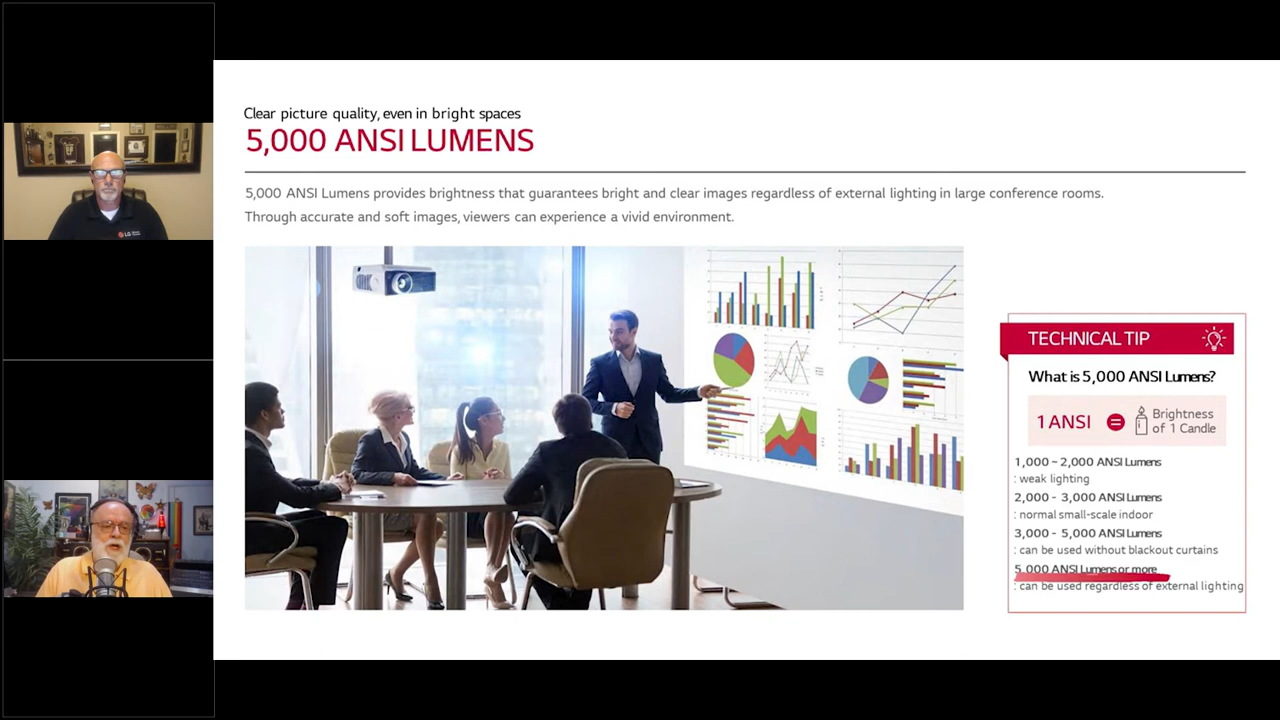 Clear picture quality, even in bright spaces
5,000 ANSI LUMENS
5,000 ANSI Lumens provides brightness that guarantees bright and clear images regardless of external lighting in large conference rooms.
Through accurate and soft images, viewers can experience a vivid environment.
TECHNICAL TIP
What is 5,000 ANSI Lumens?
1 ANSI = Brightness
of 1 Candle
1,000 ~ 2,000 ANSI Lumens
: weak lighting
2,000 - 3,000 ANSI Lumens
: normal small-scale indoor
3,000 - 5,000 ANSI Lumens
: can be used without blackout curtains
5,000 ANSI Lumens or more
: can be used regardless of external lighting
LG